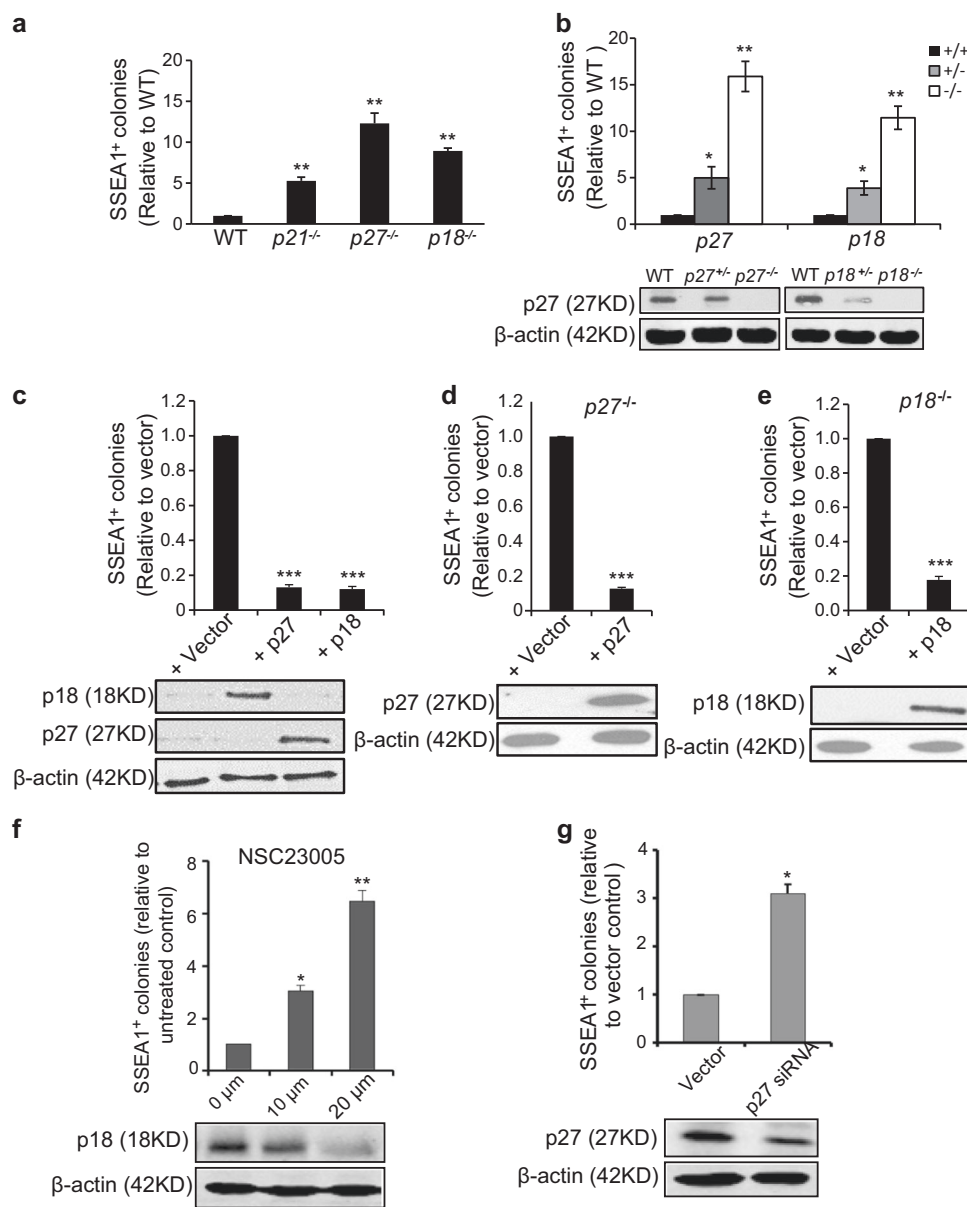 a
SSEA1+ colonies
(Relative to WT)
20
15
10
5
0
**
**
**
WT p21-/- p27-/- p18-/-
b
SSEA1+ colonies
(Relative to WT )
20
15
10
5
0
*
**
*
**
+/+
+/-
-/-
p27 p18
WT p27+/- p27-/- WT p18+/- p18-/-
p27 (27KD)
β-actin (42KD)
c
SSEA1+ colonies
(Relative to vector)
1.2
1.0
0.8
0.6
0.4
0.2
0
***
***
+ Vector
+ p27
+ p18
p18 (18KD)
p27 (27KD)
β-actin (42KD)
d
p27-/-
SSEA1+ colonies
(Relative to vector)
1.2
1.0
0.8
0.6
0.4
0.2
0
***
+ Vector
+ p27
p27 (27KD)
β-actin (42KD)
e
p18-/-
SSEA1+ colonies
(Relative to vector)
1.2
1.0
0.8
0.6
0.4
0.2
0.0
***
+ Vector
+ p18
p18 (18KD)
β-actin (42KD)
f
NSC23005
SSEA1+ colonies (relative to
untreated control)
8
6
4
2
0
*
**
0 µm
10 µm
20 µm
p18 (18KD)
β-actin (42KD)
g
SSEA1+ colonies (relative
to vector control)
4
3
2
1
0
*
Vector
p27 siRNA
p27 (27KD)
β-actin (42KD)